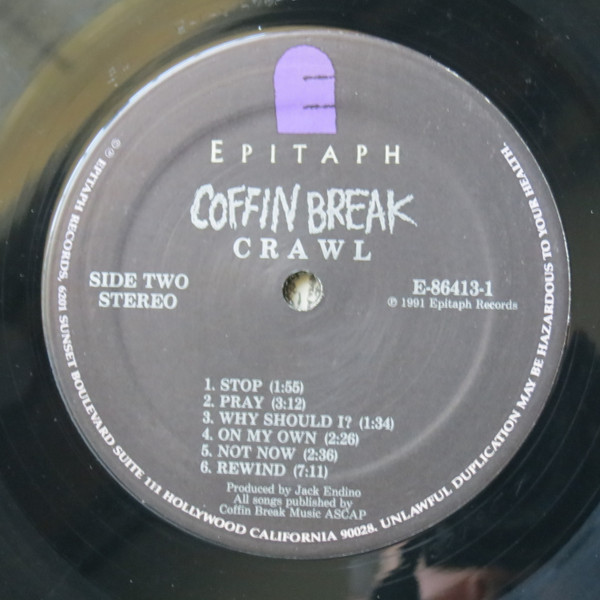 EPITAPH
COFFIN BREAK
CRAWL
SIDE TWO
STEREO
E-86413-1
℗ 1991 Epitaph Records
1. STOP (1:55)
2. PRAY (3:12)
3. WHY SHOULD I? (1:34)
4. ON MY OWN (2:26)
5. NOT NOW (2:36)
6. REWIND (7:11)
Produced by Jack Endino
All songs published by
Coffin Break Music ASCAP
©℗ EPITAPH RECORDS, 6201 SUNSET BOULEVARD SUITE 111 HOLLYWOOD CALIFORNIA 90028. UNLAWFUL DUPLICATION MAY BE HAZARDOUS TO YOUR HEALTH.